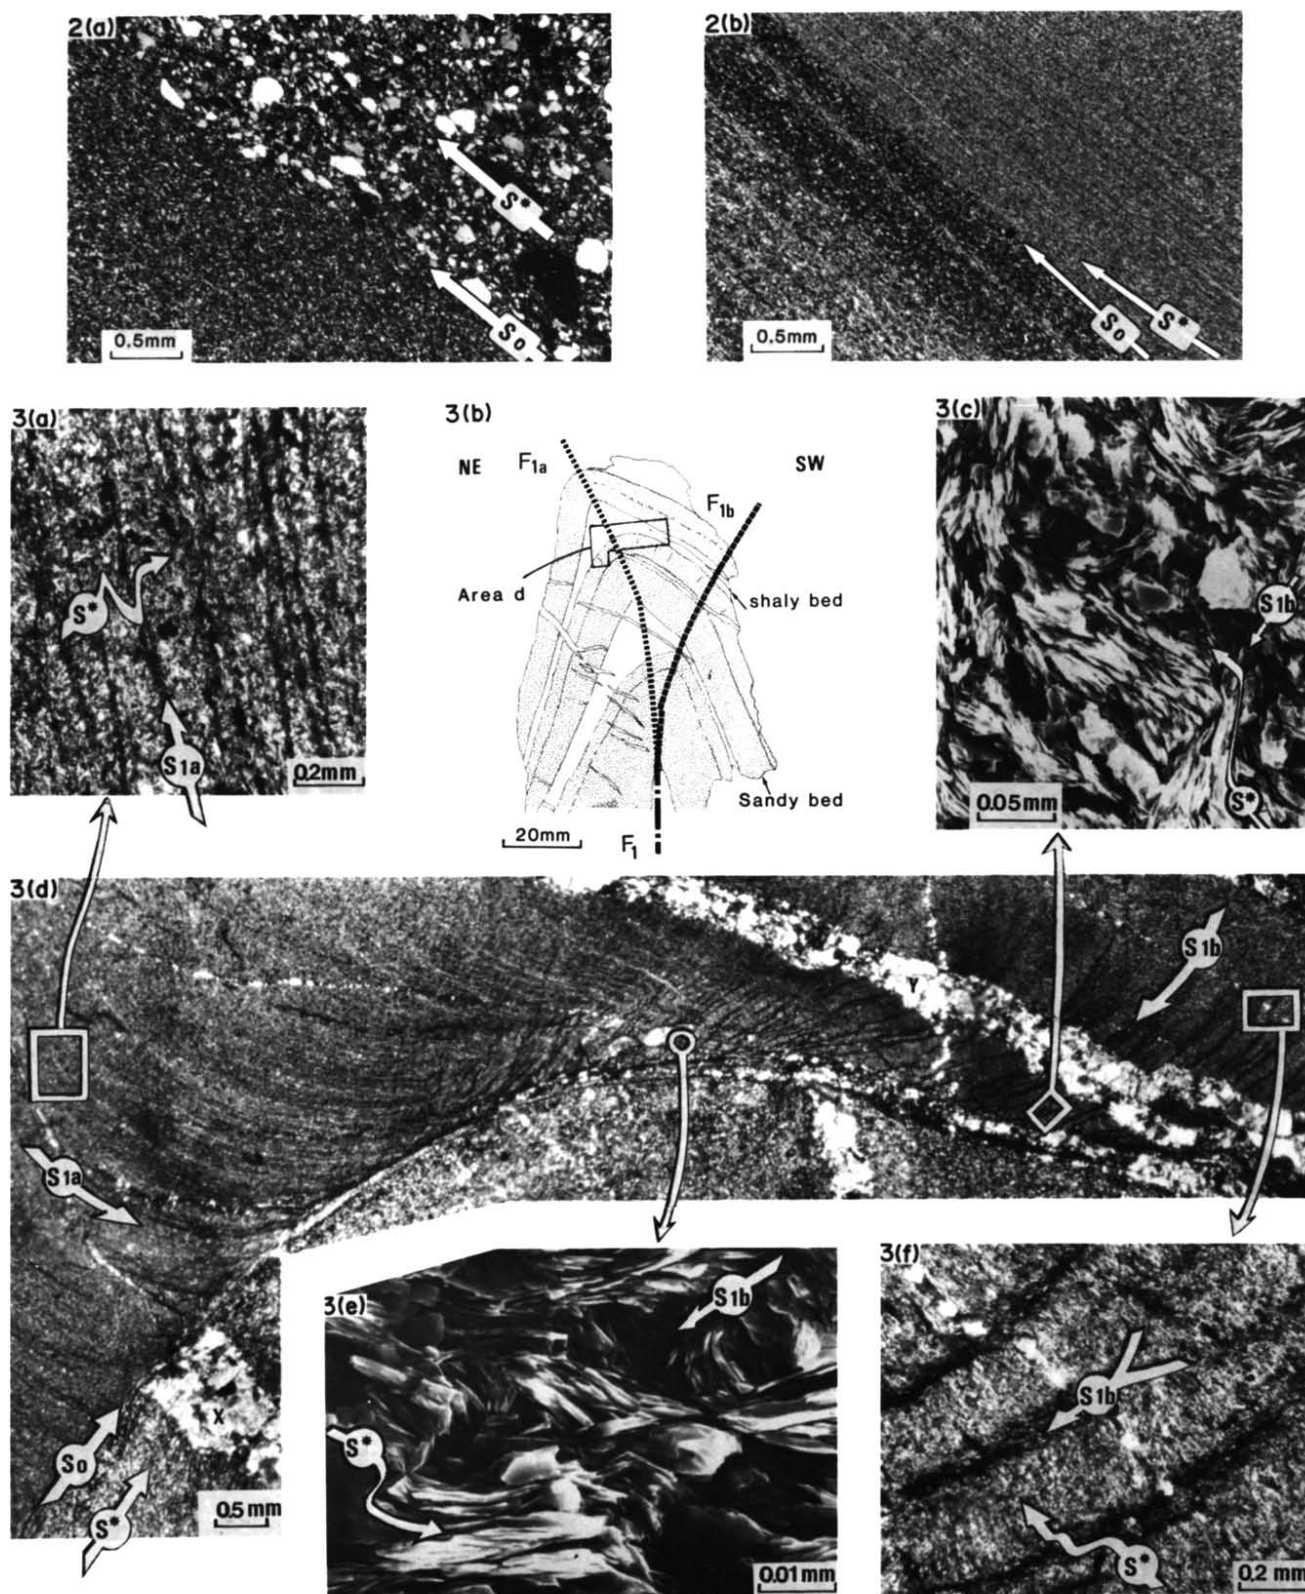 2(a)
S*
So
0.5mm
2(b)
So
S*
0.5mm
3(a)
S*
S1a
0.2mm
3(b)
NE
F1a
SW
F1b
Area d
shaly bed
Sandy bed
20mm
F1
3(c)
S1b
S*
0.05mm
3(d)
S1b
Y
S1a
X
So
S*
0.5mm
3(e)
S1b
S*
0.01mm
3(f)
S1b
S*
0.2mm